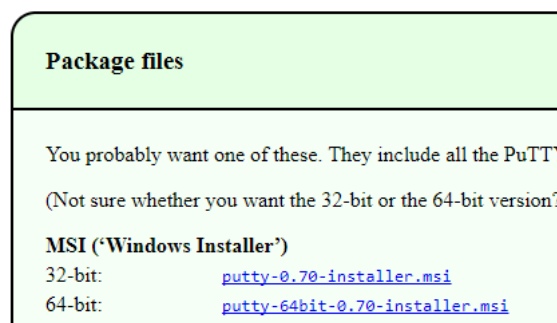 Package files
You probably want one of these. They include all the PuTTY
(Not sure whether you want the 32-bit or the 64-bit version?
MSI (‘Windows Installer’)
32-bit: putty-0.70-installer.msi
64-bit: putty-64bit-0.70-installer.msi